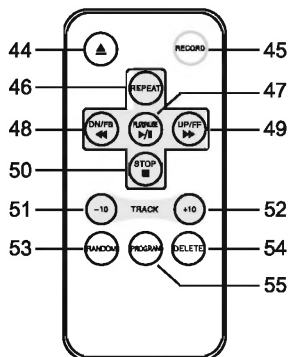 44
45
RECORD
46
REPEAT
47
48
DN/FB
PLAY/PAUSE
UP/FF
49
50
STOP
51
-10
TRACK
+10
52
53
RANDOM
PROGRAM
DELETE
54
55